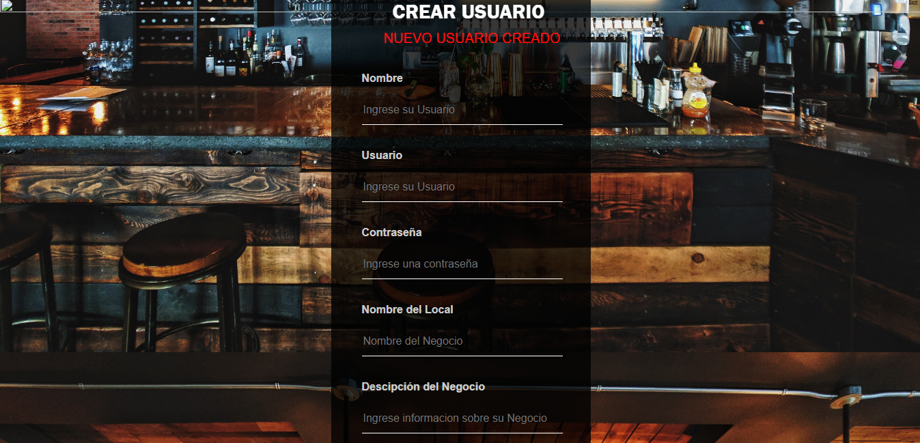 CREAR USUARIO
NUEVO USUARIO CREADO
Nombre
Ingrese su Usuario
Usuario
Ingrese su Usuario
Contraseña
Ingrese una contraseña
Nombre del Local
Nombre del Negocio
Descipción del Negocio
Ingrese informacion sobre su Negocio